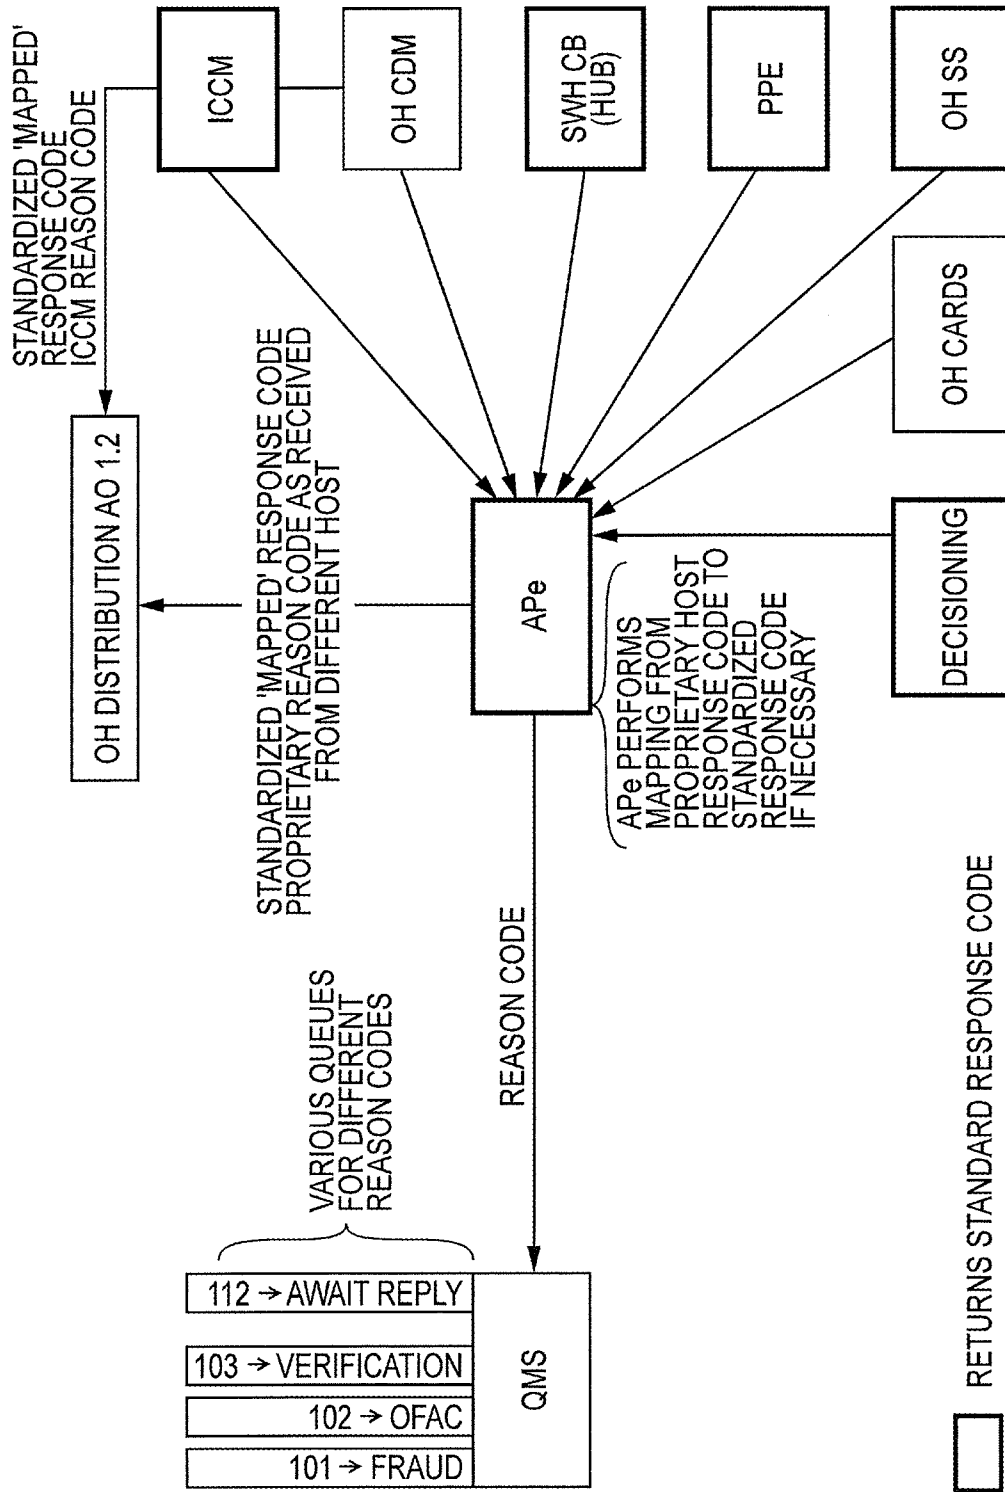 STANDARDIZED 'MAPPED'
RESPONSE CODE
ICCM REASON CODE
OH DISTRIBUTION AO 1.2
ICCM
OH CDM
SWH CB
(HUB)
PPE
OH SS
OH CARDS
DECISIONING
STANDARDIZED 'MAPPED' RESPONSE CODE
PROPRIETARY REASON CODE AS RECEIVED
FROM DIFFERENT HOST
APe
APe PERFORMS
MAPPING FROM
PROPRIETARY HOST
RESPONSE CODE TO
STANDARDIZED
RESPONSE CODE
IF NECESSARY
REASON CODE
VARIOUS QUEUES
FOR DIFFERENT
REASON CODES
112 → AWAIT REPLY
103 → VERIFICATION
102 → OFAC
101 → FRAUD
QMS
RETURNS STANDARD RESPONSE CODE